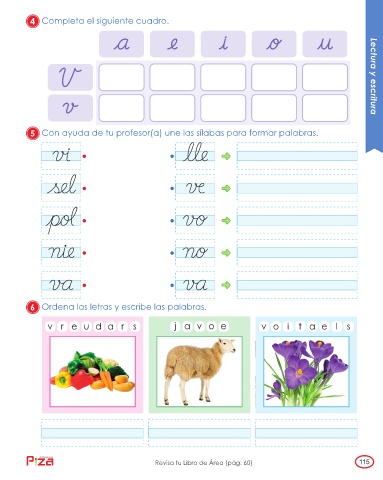 4 Completa el siguiente cuadro.
a e i o u
V
v
Lectura y escritura
5 Con ayuda de tu profesor(a) une las sílabas para formar palabras.
vi lle
sel ve
pol vo
nie no
va va
6 Ordena las letras y escribe las palabras.
v r e u d a r s j a v o e v o i t a e l s
Piza
Revisa tu Libro de Área (pág. 60)
115